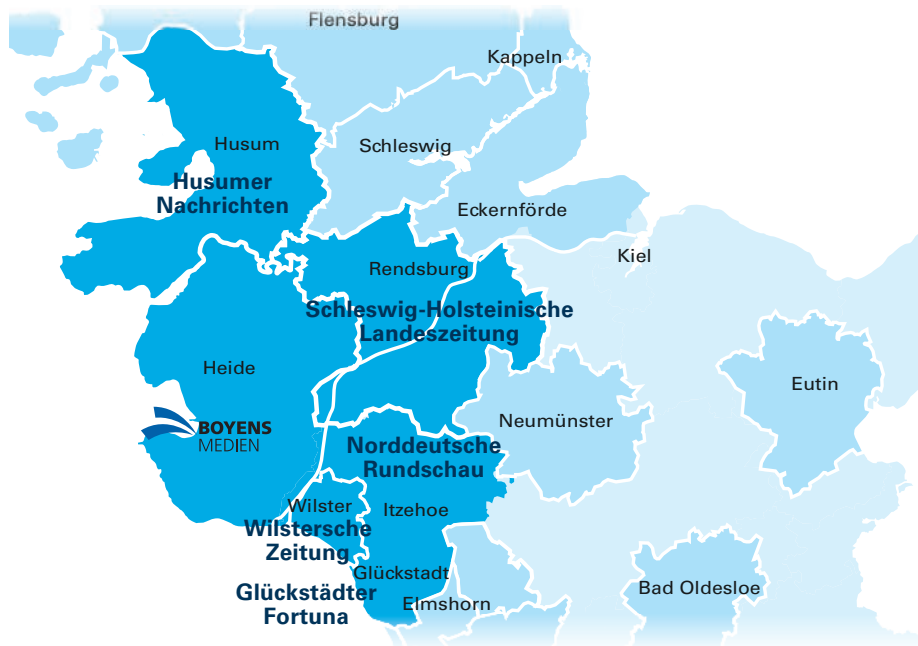 Flensburg
Kappeln
Husum
Schleswig
Husumer
Nachrichten
Eckernförde
Kiel
Rendsburg
Schleswig-Holsteinische
Landeszeitung
Heide
Eutin
BOYENS
MEDIEN
Neumünster
Norddeutsche
Rundschau
Wilster
Itzehoe
Wilstersche
Zeitung
Glückstadt
Bad Oldesloe
Glückstädter
Fortuna
Elmshorn